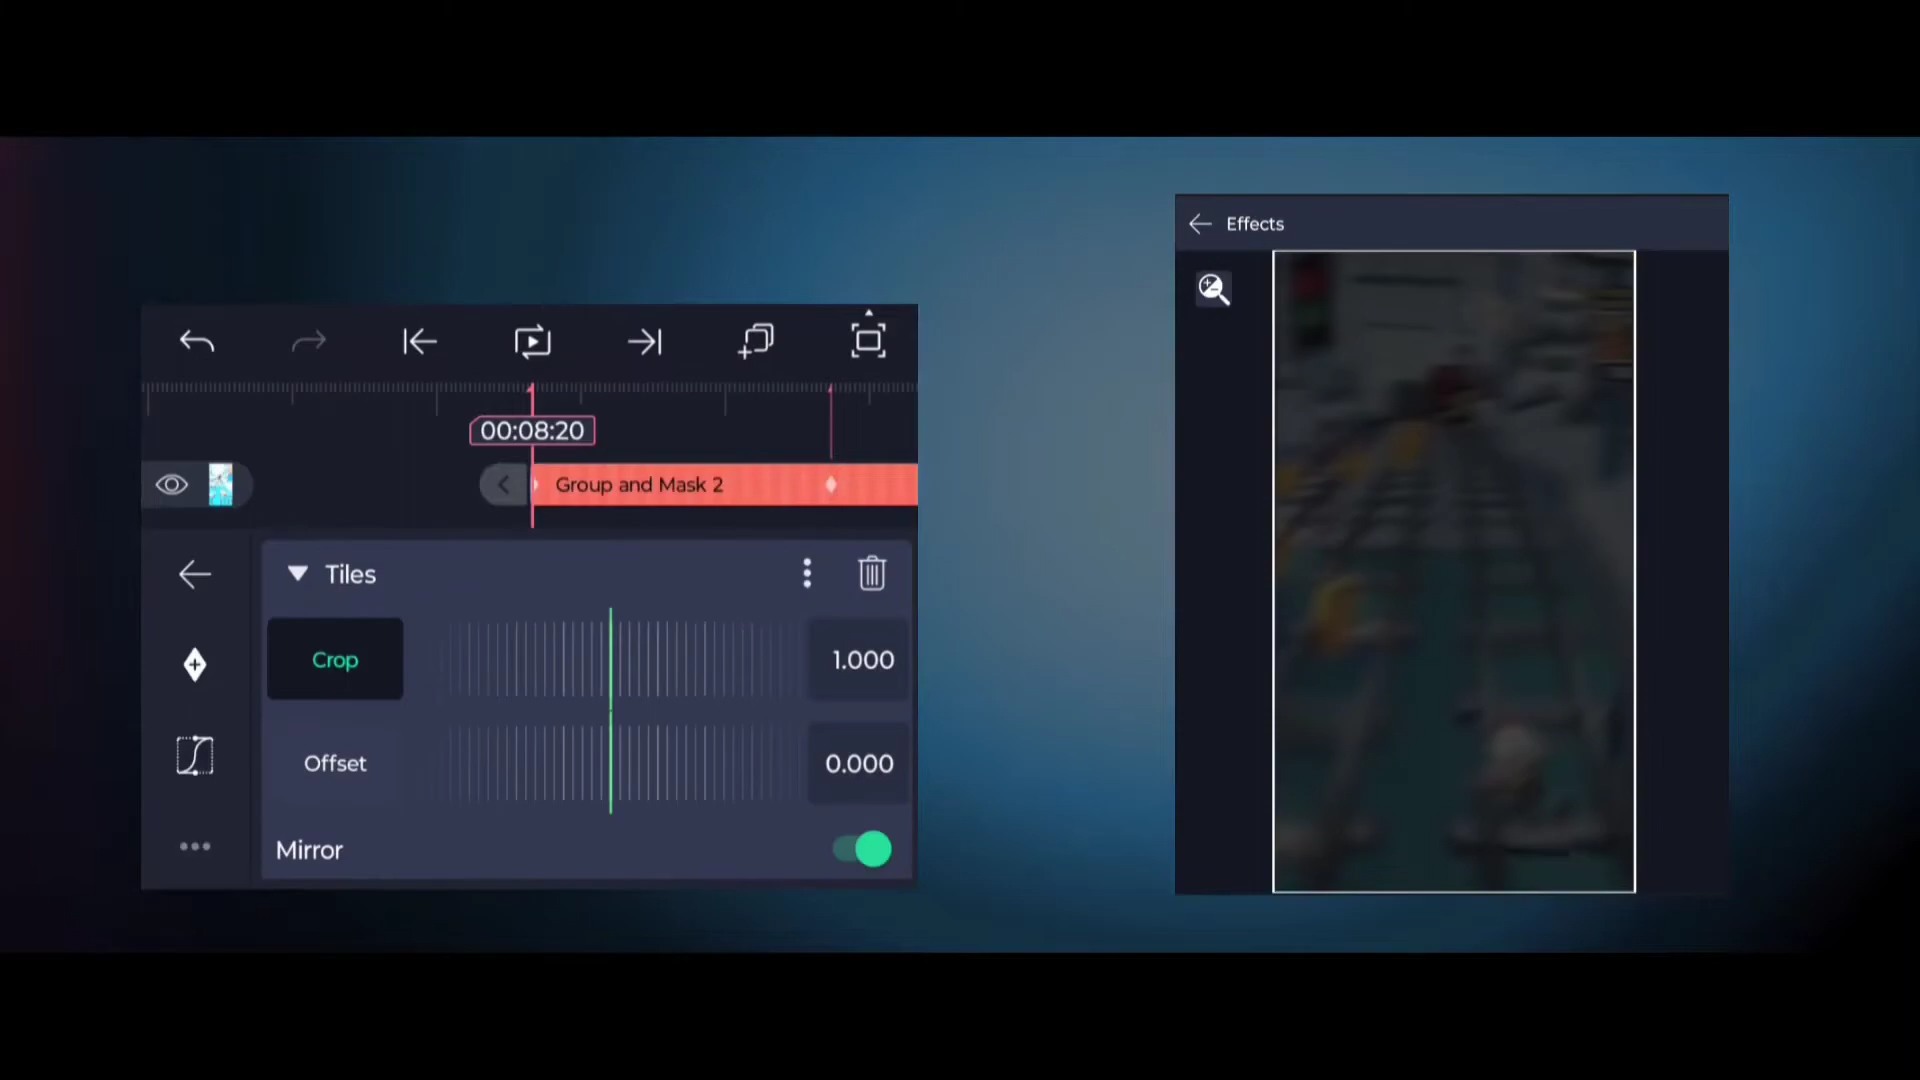 Effects
00:08:20
Group and Mask 2
Tiles
Crop
1.000
Offset
0.000
Mirror